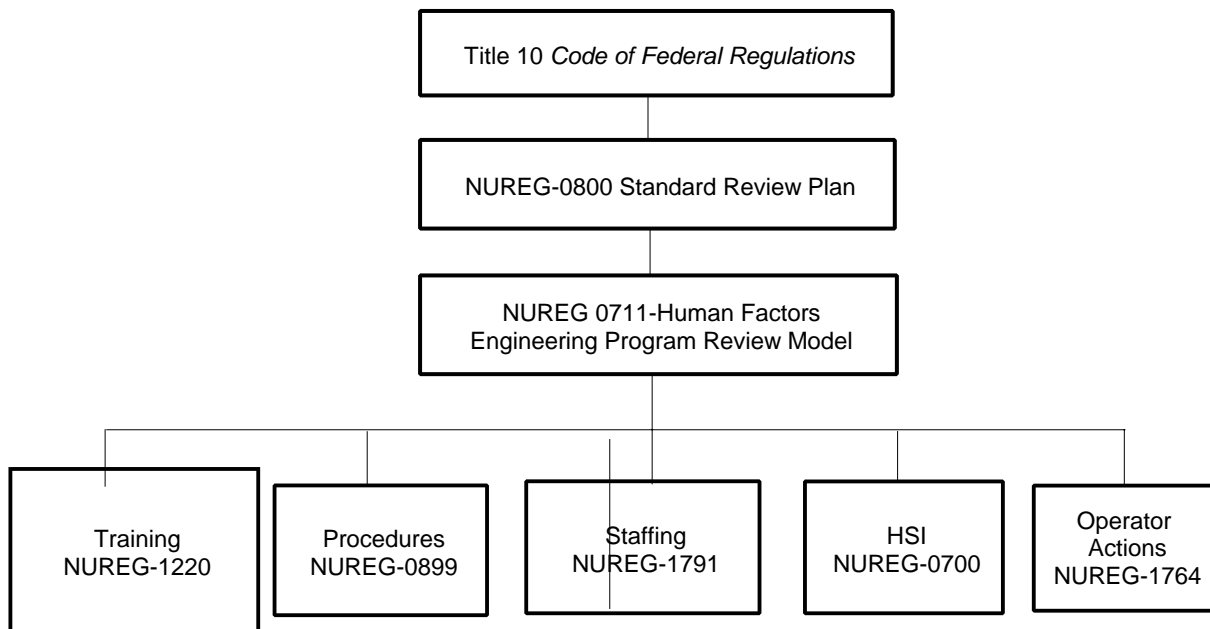 Title 10 Code of Federal Regulations
NUREG-0800 Standard Review Plan
NUREG 0711-Human Factors
Engineering Program Review Model
Training
NUREG-1220
Procedures
NUREG-0899
Staffing
NUREG-1791
HSI
NUREG-0700
Operator
Actions
NUREG-1764